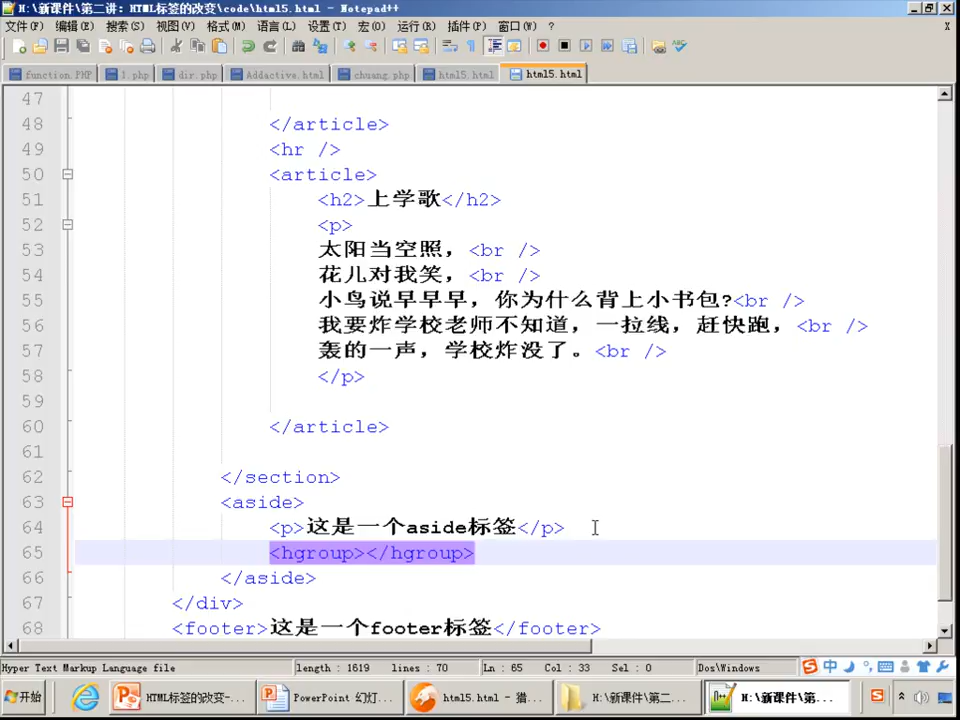 H:\新课件\第二讲：HTML标签的改变\code\html5.html - Notepad++
文件(F) 编辑(E) 搜索(S) 视图(V) 格式(M) 语言(L) 设置(T) 宏(O) 运行(R) 插件(P) 窗口(W) ? X
function.PHP 1.php dir.php Addactive.html chuang.php html5.html html5.html
47
48 </article>
49 <hr />
50 <article>
51 <h2>上学歌</h2>
52 <p>
53 太阳当空照，<br />
54 花儿对我笑，<br />
55 小鸟说早早早，你为什么背上小书包?<br />
56 我要炸学校老师不知道，一拉线，赶快跑，<br />
57 轰的一声，学校炸没了。<br />
58 </p>
59
60 </article>
61
62 </section>
63 <aside>
64 <p>这是一个aside标签</p>
65 <hgroup></hgroup>
66 </aside>
67 </div>
68 <footer>这是一个footer标签</footer>
Hyper Text Markup Language file length : 1619 lines : 70 Ln : 65 Col : 33 Sel : 0 Dos\Windows 中
开始 HTML标签的改变-... PowerPoint 幻灯... html5.html - 猎... H:\新课件\第二... H:\新课件\第...